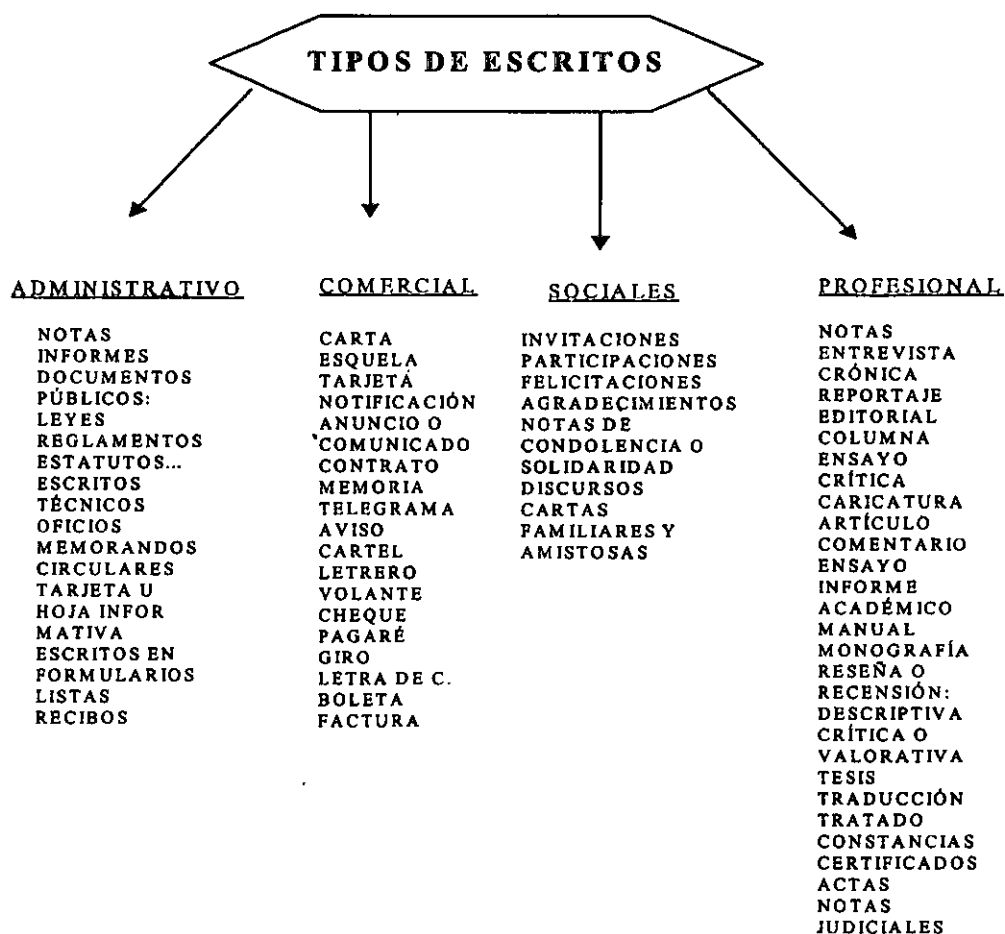 TIPOS DE ESCRITOS
ADMINISTRATIVO
NOTAS
INFORMES
DOCUMENTOS
PÚBLICOS:
LEYES
REGLAMENTOS
ESTATUTOS...
ESCRITOS
TÉCNICOS
OFICIOS
MEMORANDOS
CIRCULARES
TARJETA U
HOJA INFOR
MATIVA
ESCRITOS EN
FORMULARIOS
LISTAS
RECIBOS
COMERCIAL
CARTA
ESQUELA
TARJETA
NOTIFICACIÓN
ANUNCIO O
COMUNICADO
CONTRATO
MEMORIA
TELEGRAMA
AVISO
CARTEL
LETRERO
VOLANTE
CHEQUE
PAGARÉ
GIRO
LETRA DE C.
BOLETA
FACTURA
SOCIALES
INVITACIONES
PARTICIPACIONES
FELICITACIONES
AGRADECIMIENTOS
NOTAS DE
CONDOLENCIA O
SOLIDARIDAD
DISCURSOS
CARTAS
FAMILIARES Y
AMISTOSAS
PROFESIONAL
NOTAS
ENTREVISTA
CRÓNICA
REPORTAJE
EDITORIAL
COLUMNA
ENSAYO
CRÍTICA
CARICATURA
ARTÍCULO
COMENTARIO
ENSAYO
INFORME
ACADÉMICO
MANUAL
MONOGRAFÍA
RESEÑA O
RECENSIÓN:
DESCRIPTIVA
CRÍTICA O
VALORATIVA
TESIS
TRADUCCIÓN
TRATADO
CONSTANCIAS
CERTIFICADOS
ACTAS
NOTAS
JUDICIALES